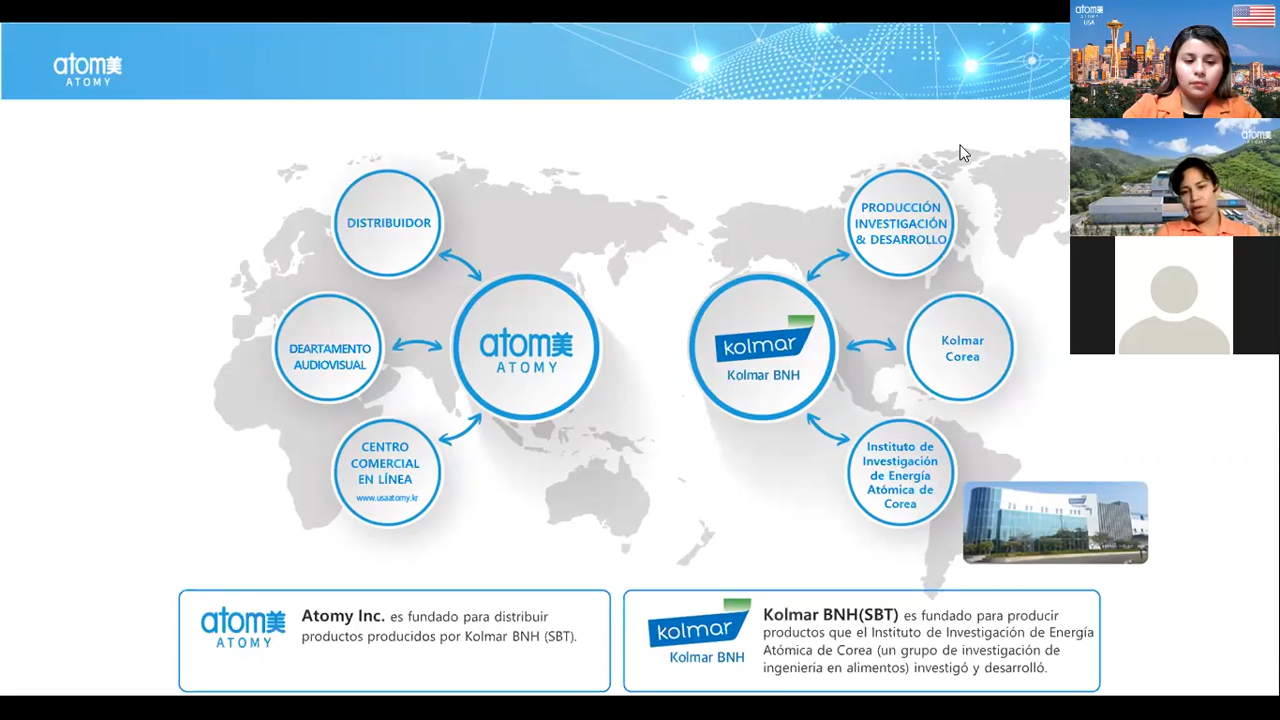 atom美
ATOMY
DISTRIBUIDOR
DEARTAMENTO
AUDIOVISUAL
CENTRO
COMERCIAL
EN LÍNEA
www.usaatomy.kr
atom美
ATOMY
kolmar
Kolmar BNH
PRODUCCIÓN
INVESTIGACIÓN
& DESARROLLO
Kolmar
Corea
Instituto de
Investigación
de Energía
Atómica de
Corea
atom美
ATOMY
Atomy Inc. es fundado para distribuir
productos producidos por Kolmar BNH (SBT).
kolmar
Kolmar BNH
Kolmar BNH(SBT) es fundado para producir
productos que el Instituto de Investigación de Energía
Atómica de Corea (un grupo de investigación de
ingeniería en alimentos) investigó y desarrolló.
atom美
ATOMY
USA
atom美
ATOMY